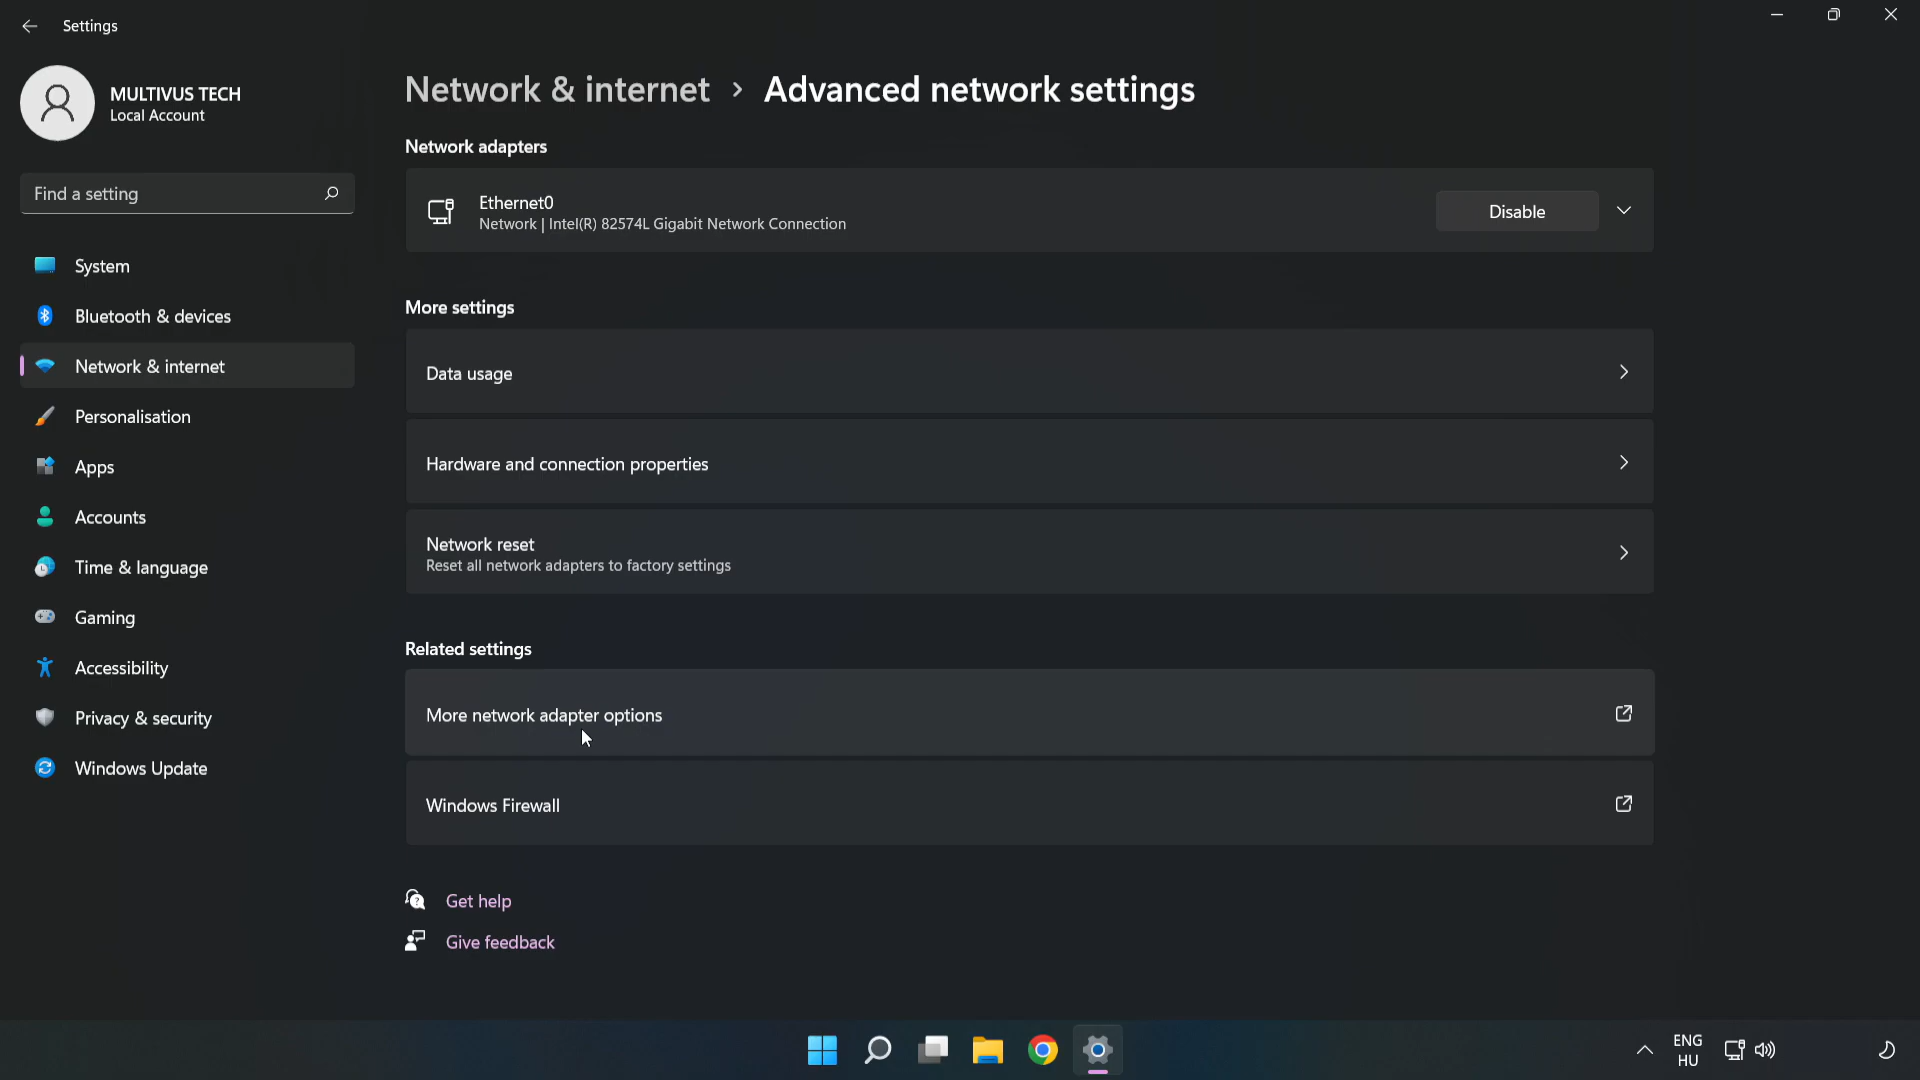 Settings
MULTIVUS TECH
Local Account
Find a setting
System
Bluetooth & devices
Network & internet
Personalisation
Apps
Accounts
Time & language
Gaming
Accessibility
Privacy & security
Windows Update
Network & internet > Advanced network settings
Network adapters
Ethernet0
Network | Intel(R) 82574L Gigabit Network Connection
Disable
More settings
Data usage
Hardware and connection properties
Network reset
Reset all network adapters to factory settings
Related settings
More network adapter options
Windows Firewall
Get help
Give feedback
ENG
HU